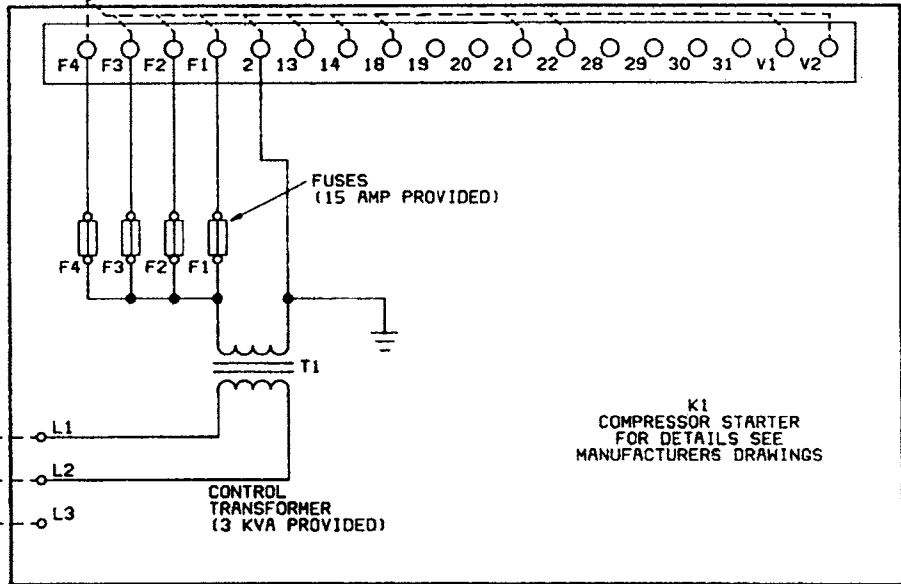 F4 F3 F2 F1 2 13 14 18 19 20 21 22 28 29 30 31 V1 V2
FUSES
(15 AMP PROVIDED)
F4 F3 F2 F1
T1
L1
L2
L3
CONTROL
TRANSFORMER
(3 KVA PROVIDED)
K1
COMPRESSOR STARTER
FOR DETAILS SEE
MANUFACTURERS DRAWINGS